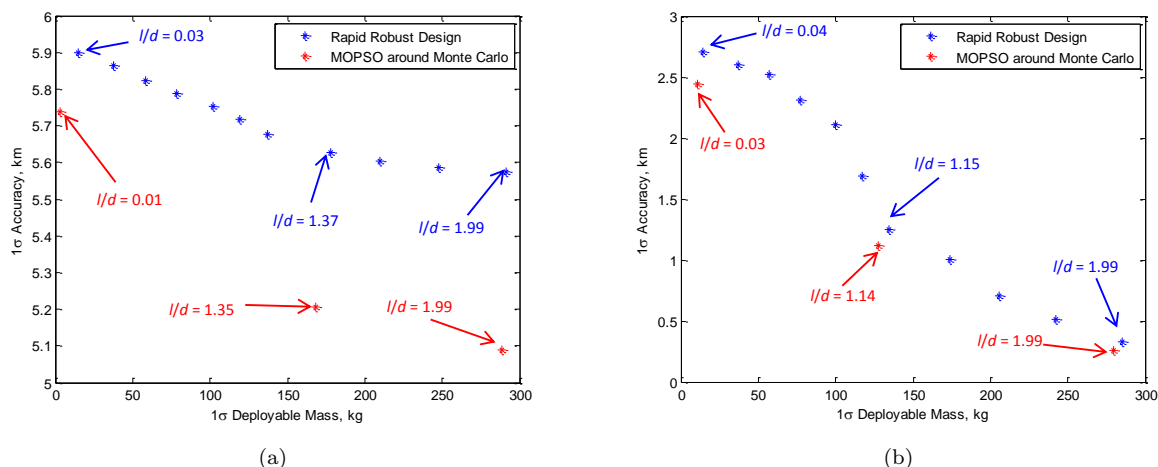 6
5.9
5.8
5.7
5.6
5.5
5.4
5.3
5.2
5.1
5
0 50 100 150 200 250 300
1σ Accuracy, km
1σ Deployable Mass, kg
Rapid Robust Design
MOPSO around Monte Carlo
l/d = 0.03
l/d = 0.01
l/d = 1.37
l/d = 1.99
l/d = 1.35
l/d = 1.99
(a)
3
2.5
2
1.5
1
0.5
0
0 50 100 150 200 250 300
1σ Accuracy, km
1σ Deployable Mass, kg
Rapid Robust Design
MOPSO around Monte Carlo
l/d = 0.04
l/d = 0.03
l/d = 1.15
l/d = 1.14
l/d = 1.99
l/d = 1.99
(b)